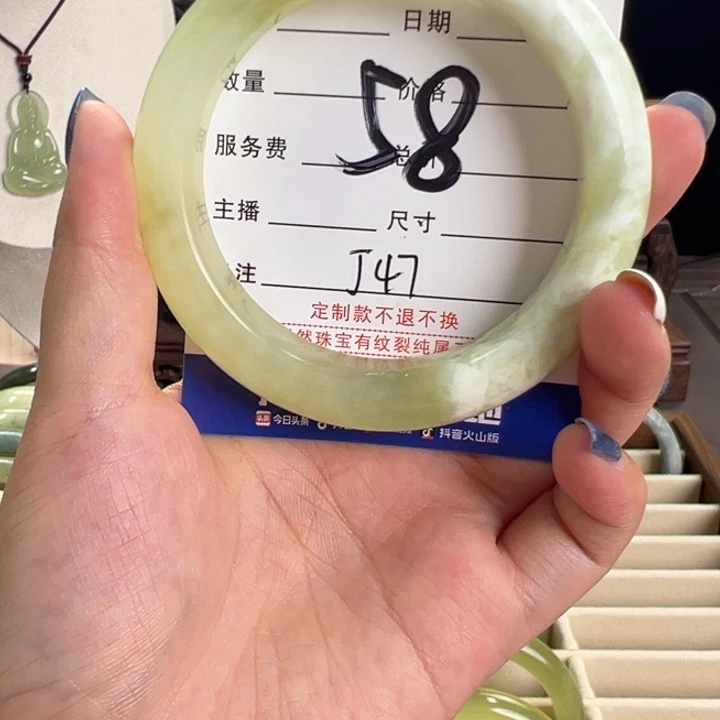 日期
数量 价格
58
服务费 总价
主播 尺寸
注 J47
定制款不退不换
然珠宝有纹裂纯属
今日头条 抖音火山版